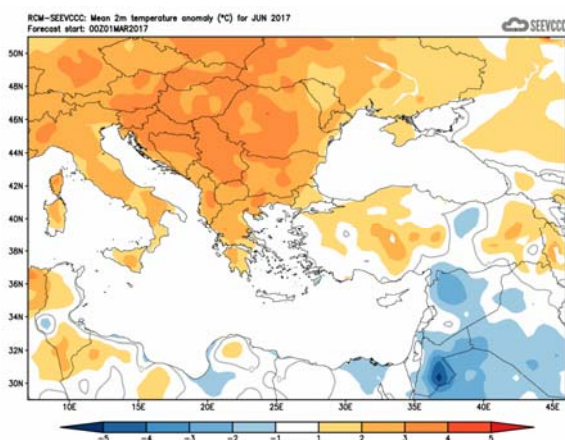 RCM-SEEVCCC: Mean 2m temperature anomaly (°C) for JUN 2017
Forecast start: 00Z01MAR2017
SEEVCCC
50N
48N
46N
44N
42N
40N
38N
36N
34N
32N
30N
10E 15E 20E 25E 30E 35E 40E 45E
-5 -4 -3 -2 -1 1 2 3 4 5